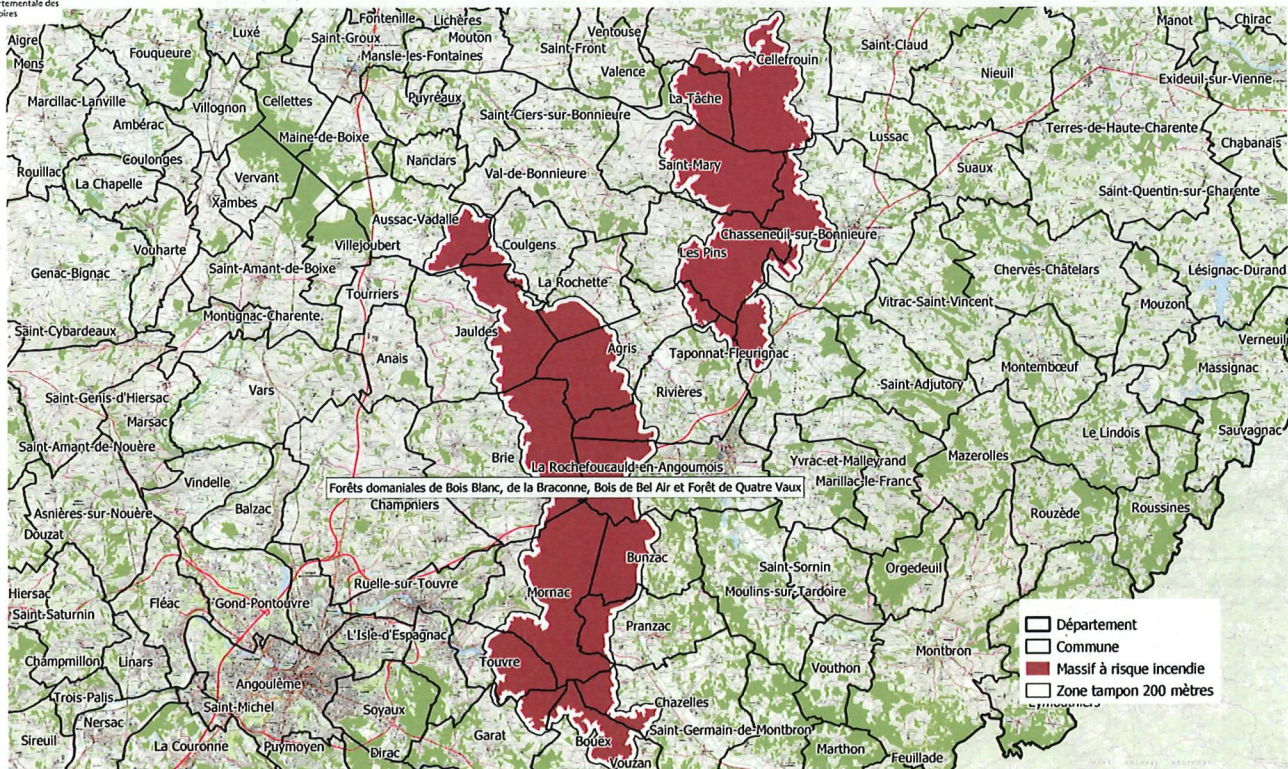 Aigre
Mons
Luxé
Fouqueure
Fontenille
Saint-Groux
Lichères
Mouton
Mansle-les-Fontaines
Ventouse
Saint-Front
Valence
Cellefrouin
Saint-Claud
Nieuil
Manot
Chirac
Exideuil-sur-Vienne
Marcillac-Lanville
Ambérac
Villognon
Cellettes
Puyréaux
Saint-Ciers-sur-Bonnieure
La Tâche
Maine-de-Boixe
Lussac
Terres-de-Haute-Charente
Chabanais
Rouillac
Coulonges
La Chapelle
Vervant
Xambes
Nanclars
Val-de-Bonnieure
Saint-Mary
Suaux
Saint-Quentin-sur-Charente
Aussac-Vadalle
Coulgens
Chasseneuil-sur-Bonnieure
Les Pins
Vouharte
Villejoubert
Genac-Bignac
Saint-Amant-de-Boixe
La Rochette
Cherves-Châtelars
Lésignac-Durand
Tourriers
Vitrac-Saint-Vincent
Mouzon
Montignac-Charente
Saint-Cybardeaux
Jauldes
Agris
Taponnat-Fleurignac
Verneuil
Anais
Montembœuf
Massignac
Vars
Rivières
Saint-Adjutory
Saint-Genis-d'Hiersac
Marsac
Saint-Amant-de-Nouère
Le Lindois
Sauvagnac
Brie
La Rochefoucauld-en-Angoumois
Yvrac-et-Malleyrand
Mazerolles
Vindelle
Marillac-le-Franc
Forêts domaniales de Bois Blanc, de la Braconne, Bois de Bel Air et Forêt de Quatre Vaux
Asnières-sur-Nouère
Balzac
Champniers
Rouzède
Roussines
Douzat
Bunzac
Saint-Sornin
Orgedeuil
Hiersac
Saint-Saturnin
Fléac
Gond-Pontouvre
Ruelle-sur-Touvre
Mornac
Moulins-sur-Tardoire
Pranzac
L'Isle-d'Espagnac
Département
Commune
Massif à risque incendie
Zone tampon 200 mètres
Champmillon
Linars
Touvre
Vouthon
Montbron
Angoulême
Trois-Palis
Nersac
Saint-Michel
Soyaux
Chazelles
Saint-Germain-de-Montbron
Sireuil
La Couronne
Puymoyen
Dirac
Garat
Bouëx
Vouzan
Marthon
Feuillade